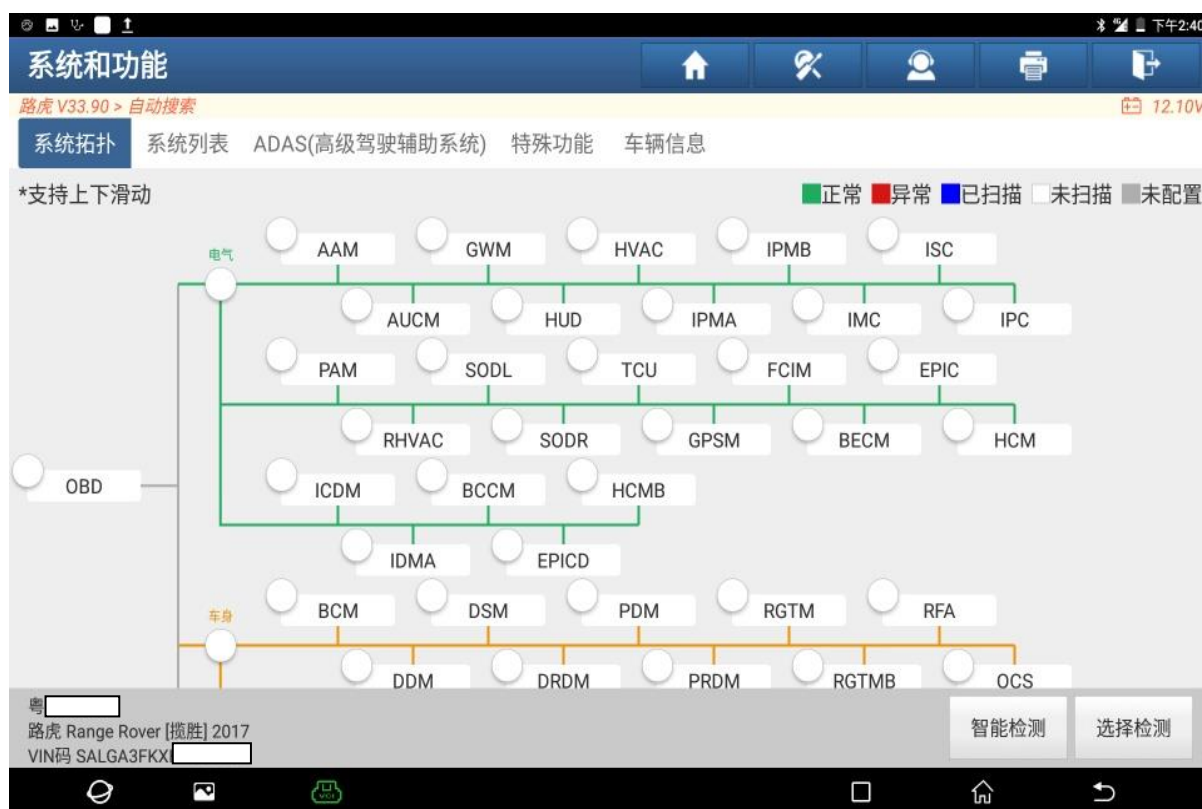 下午2:40
系统和功能
路虎 V33.90 > 自动搜索
12.10V
系统拓扑 系统列表 ADAS(高级驾驶辅助系统) 特殊功能 车辆信息
*支持上下滑动
正常 异常 已扫描 未扫描 未配置
电气
AAM GWM HVAC IPMB ISC
AUCM HUD IPMA IMC IPC
PAM SODL TCU FCIM EPIC
RHVAC SODR GPSM BECM HCM
OBD
ICDM BCCM HCMB
IDMA EPICD
车身
BCM DSM PDM RGTM RFA
DDM DRDM PRDM RGTMB OCS
粤
路虎 Range Rover [揽胜] 2017
VIN码 SALGA3FKX
智能检测 选择检测
VCI